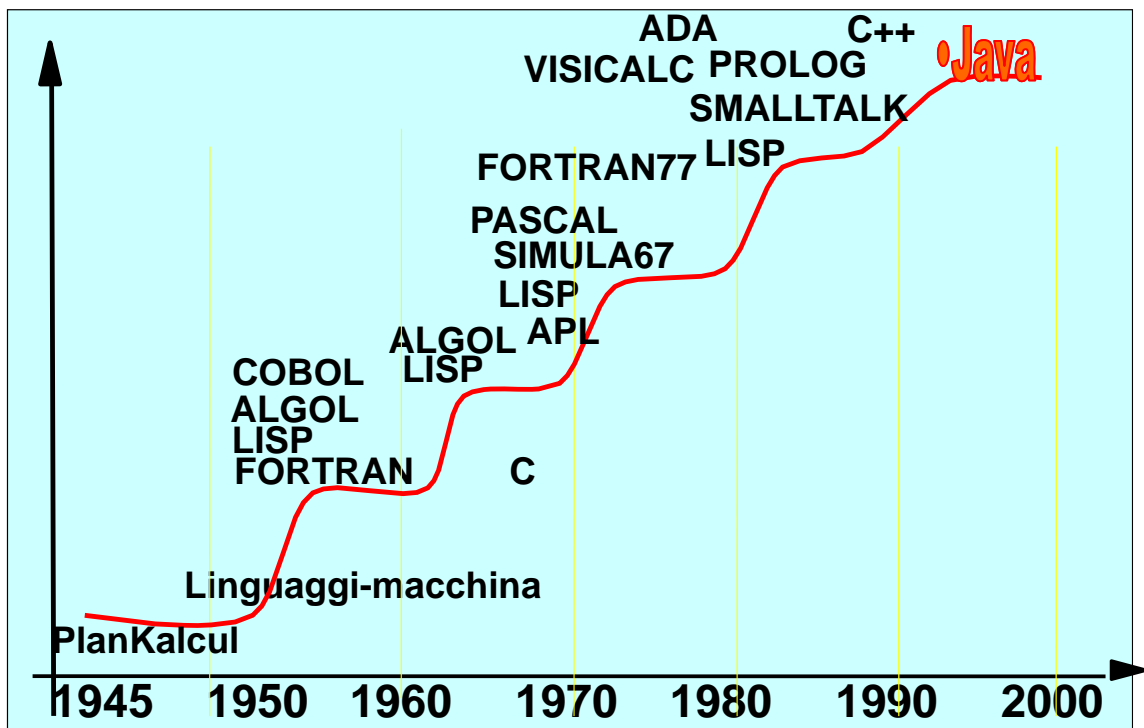 ADA C++
•Java
VISICALC PROLOG
SMALLTALK
LISP
FORTRAN77
PASCAL
SIMULA67
LISP
APL
ALGOL
LISP
COBOL
ALGOL
LISP
FORTRAN C
Linguaggi-macchina
PlanKalcul
1945 1950 1960 1970 1980 1990 2000